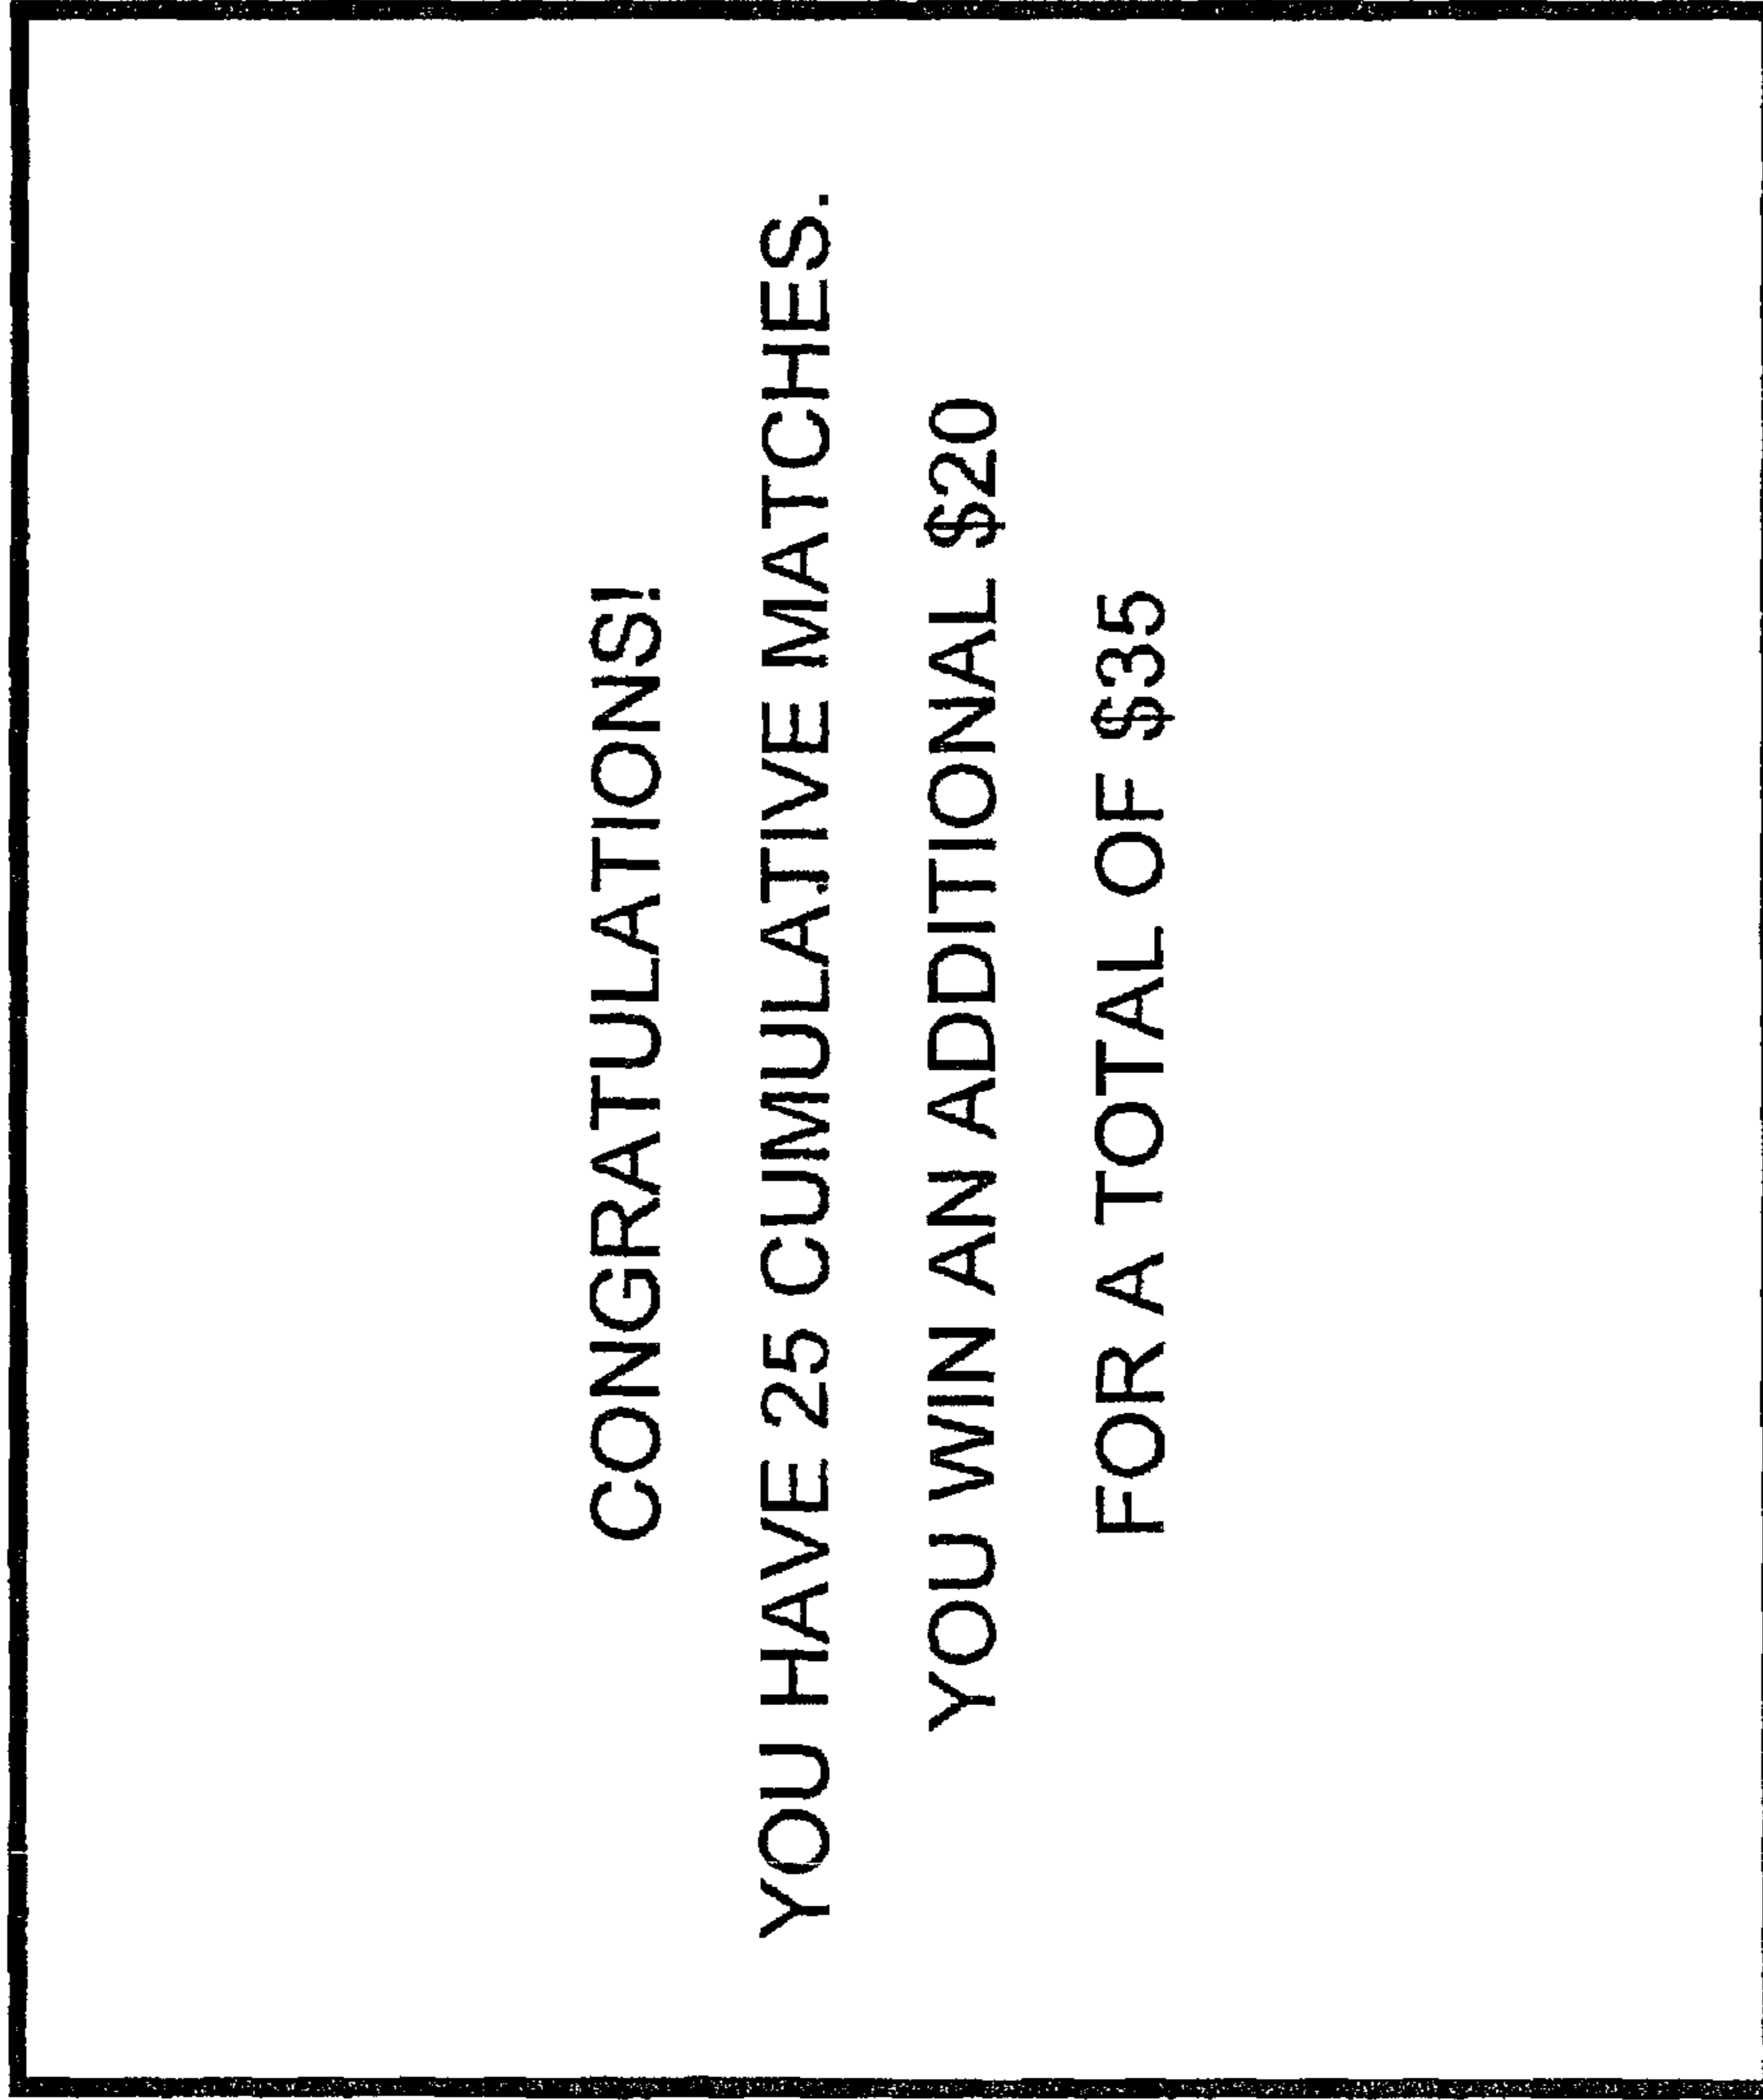 CONGRATULATIONS!
YOU HAVE 25 CUMULATIVE MATCHES.
YOU WIN AN ADDITIONAL $20
FOR A TOTAL OF $35